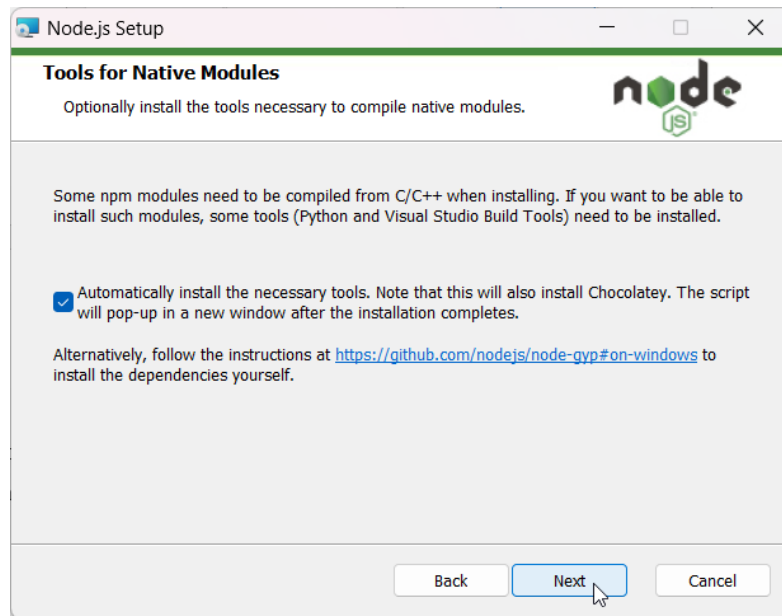 Node.js Setup
Tools for Native Modules
Optionally install the tools necessary to compile native modules.
node
JS
Some npm modules need to be compiled from C/C++ when installing. If you want to be able to
install such modules, some tools (Python and Visual Studio Build Tools) need to be installed.
Automatically install the necessary tools. Note that this will also install Chocolatey. The script
will pop-up in a new window after the installation completes.
Alternatively, follow the instructions at https://github.com/nodejs/node-gyp#on-windows to
install the dependencies yourself.
Back Next Cancel